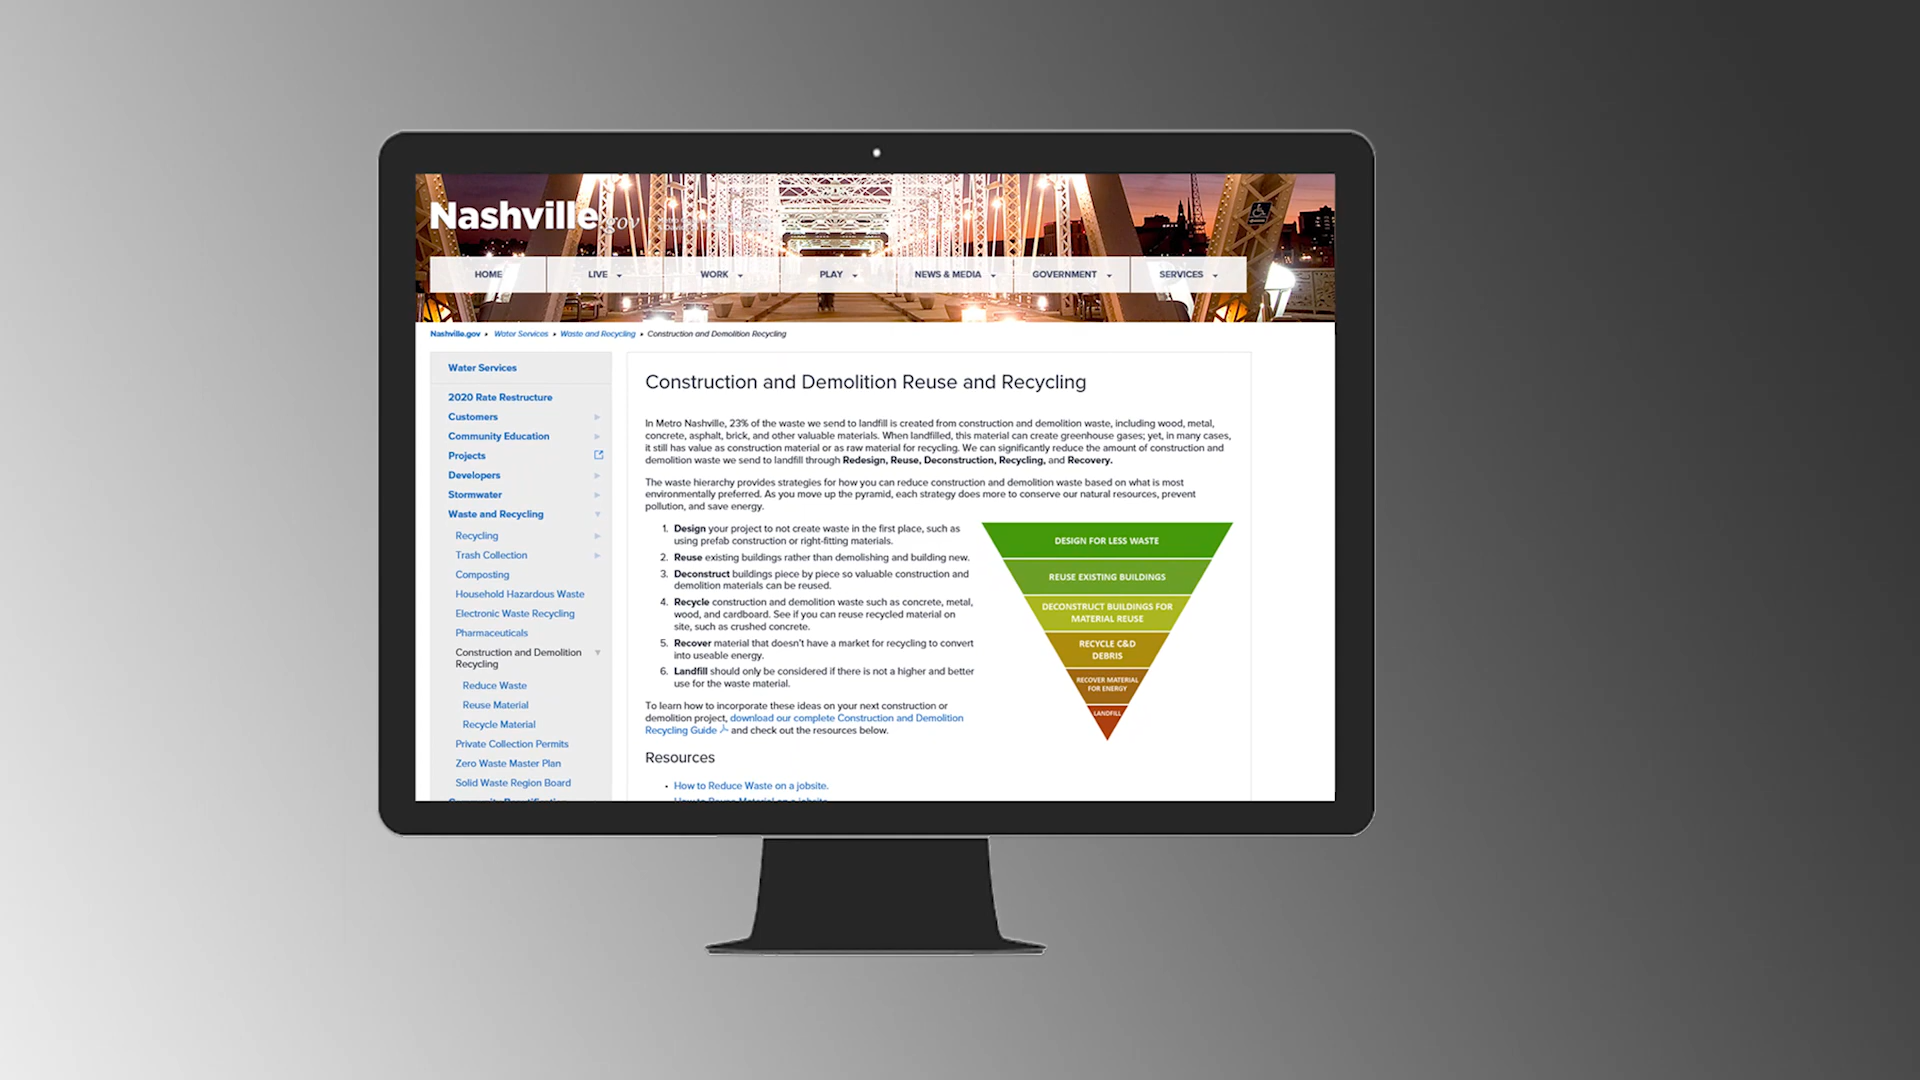 Nashville.gov
HOME
LIVE
WORK
PLAY
NEWS & MEDIA
GOVERNMENT
SERVICES
Nashville.gov Water Services Waste and Recycling Construction and Demolition Recycling
Water Services
2020 Rate Restructure
Customers
Community Education
Projects
Developers
Stormwater
Waste and Recycling
Recycling
Trash Collection
Composting
Household Hazardous Waste
Electronic Waste Recycling
Pharmaceuticals
Construction and Demolition
Recycling
Reduce Waste
Reuse Material
Recycle Material
Private Collection Permits
Zero Waste Master Plan
Solid Waste Region Board
Construction and Demolition Reuse and Recycling
In Metro Nashville, 23% of the waste we send to landfill is created from construction and demolition waste, including wood, metal,
concrete, asphalt, brick, and other valuable materials. When landfilled, this material can create greenhouse gases; yet, in many cases,
it still has value as construction material or as raw material for recycling. We can significantly reduce the amount of construction and
demolition waste we send to landfill through Redesign, Reuse, Deconstruction, Recycling, and Recovery.
The waste hierarchy provides strategies for how you can reduce construction and demolition waste based on what is most
environmentally preferred. As you move up the pyramid, each strategy does more to conserve our natural resources, prevent
pollution, and save energy.
1. Design your project to not create waste in the first place, such as
using prefab construction or right-fitting materials.
2. Reuse existing buildings rather than demolishing and building new.
3. Deconstruct buildings piece by piece so valuable construction and
demolition materials can be reused.
4. Recycle construction and demolition waste such as concrete, metal,
wood, and cardboard. See if you can reuse recycled material on
site, such as crushed concrete.
5. Recover material that doesn't have a market for recycling to convert
into useable energy.
6. Landfill should only be considered if there is not a higher and better
use for the waste material.
DESIGN FOR LESS WASTE
REUSE EXISTING BUILDINGS
DECONSTRUCT BUILDINGS FOR
MATERIAL REUSE
RECYCLE C&D
DEBRIS
RECOVER MATERIAL
FOR ENERGY
LANDFILL
To learn how to incorporate these ideas on your next construction or
demolition project, download our complete Construction and Demolition
Recycling Guide and check out the resources below.
Resources
• How to Reduce Waste on a jobsite.
How to Reuse Material on a jobsite.